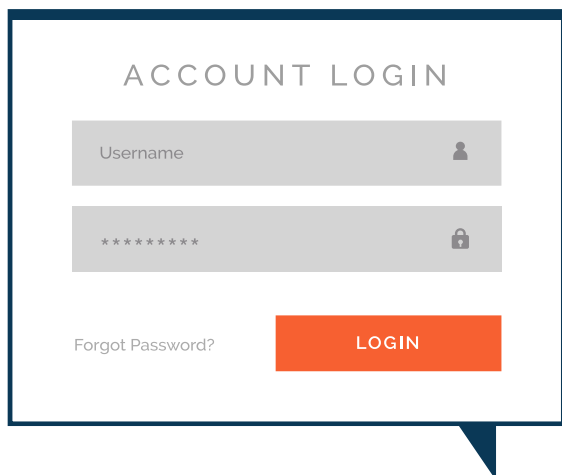 ACCOUNT LOGIN
Username
*********
Forgot Password?
LOGIN